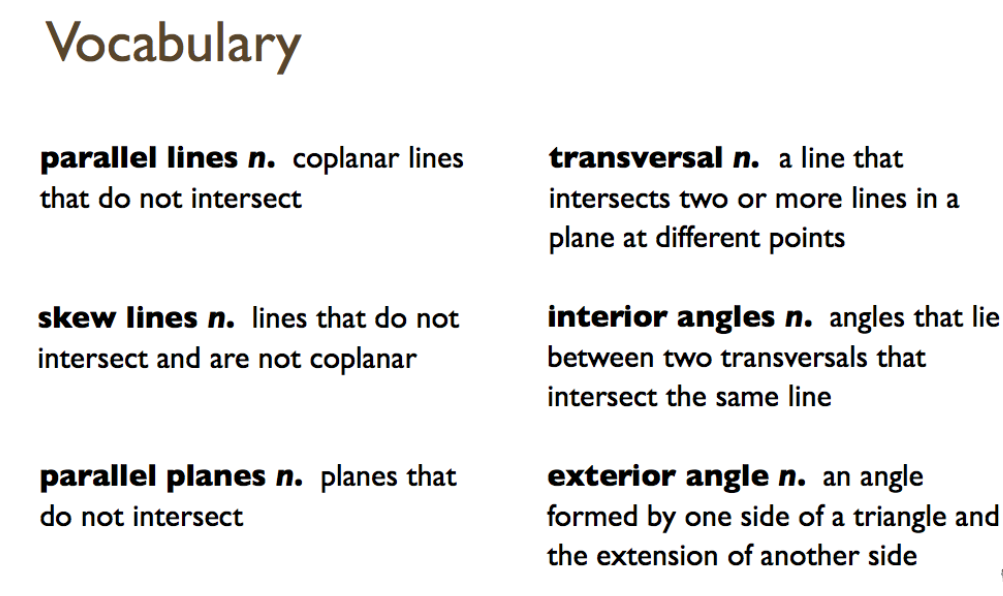 Vocabulary
parallel lines n. coplanar lines
that do not intersect
skew lines n. lines that do not
intersect and are not coplanar
parallel planes n. planes that
do not intersect
transversal n. a line that
intersects two or more lines in a
plane at different points
interior angles n. angles that lie
between two transversals that
intersect the same line
exterior angle n. an angle
formed by one side of a triangle and
the extension of another side